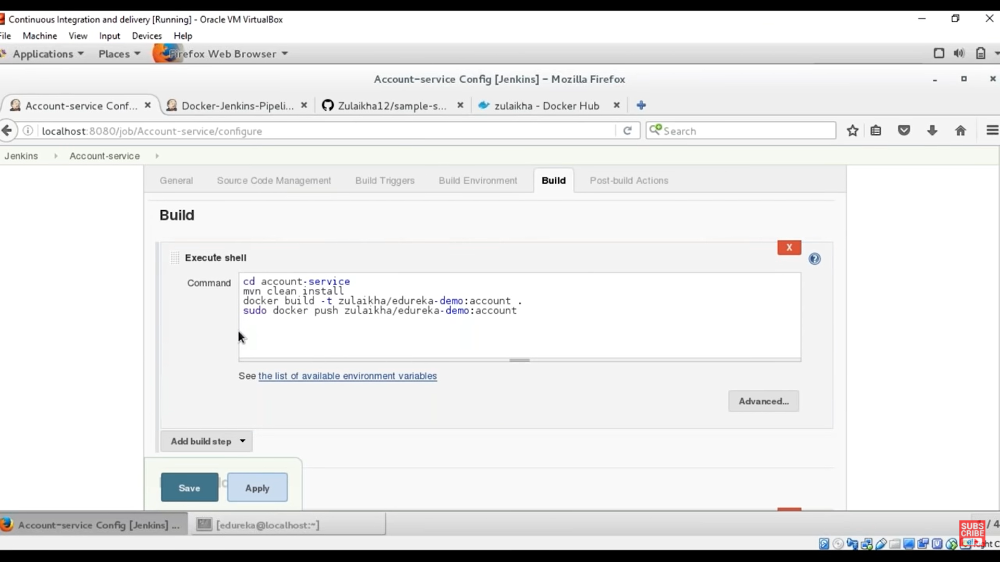 Continuous Integration and delivery [Running] - Oracle VM VirtualBox
File Machine View Input Devices Help
Applications Places Firefox Web Browser
Account-service Config [Jenkins] - Mozilla Firefox
Account-service Conf... Docker-Jenkins-Pipeli... Zulaikha12/sample-s... zulaikha - Docker Hub
localhost:8080/job/Account-service/configure Search
Jenkins Account-service
General Source Code Management Build Triggers Build Environment Build Post-build Actions
Build
X
Execute shell
Command
cd account-service
mvn clean install
docker build -t zulaikha/edureka-demo:account .
sudo docker push zulaikha/edureka-demo:account
See the list of available environment variables
Advanced...
Add build step
Save Apply
Account-service Config [Jenkins] ... [edureka@localhost:~] / 4
SUBSCRIBE